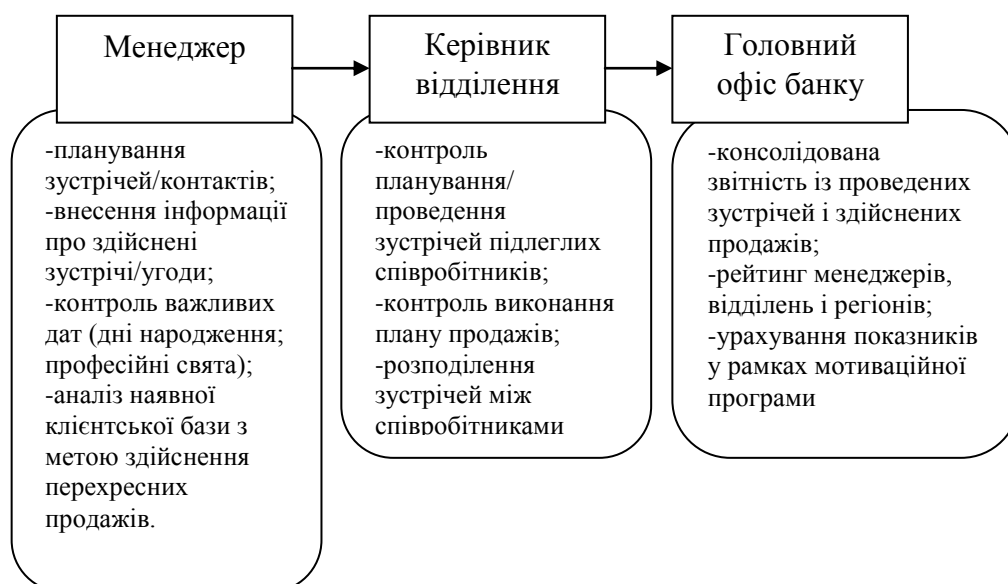 Менеджер
-планування
зустрічей/контактів;
-внесення інформації
про здійснені
зустрічі/угоди;
-контроль важливих
дат (дні народження;
професійні свята);
-аналіз наявної
клієнтської бази з
метою здійснення
перехресних
продажів.
Керівник
відділення
-контроль
планування/
проведення
зустрічей підлеглих
співробітників;
-контроль виконання
плану продажів;
-розподілення
зустрічей між
співробітниками
Головний
офіс банку
-консолідована
звітність із проведених
зустрічей і здійснених
продажів;
-рейтинг менеджерів,
відділень і регіонів;
-урахування показників
у рамках мотиваційної
програми